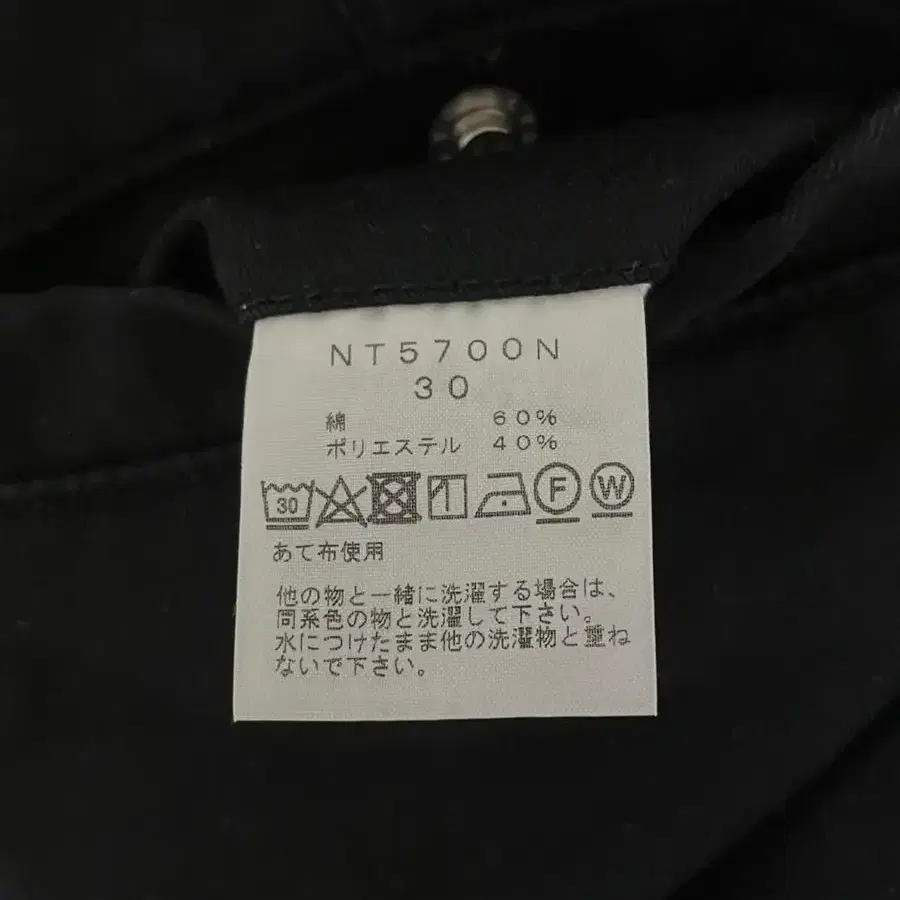 NT5700N
30
綿 60%
ポリエステル 40%
30 F W
あて布使用
他の物と一緒に洗濯する場合は、
同系色の物と洗濯して下さい。
水につけたまま他の洗濯物と重ね
ないで下さい。